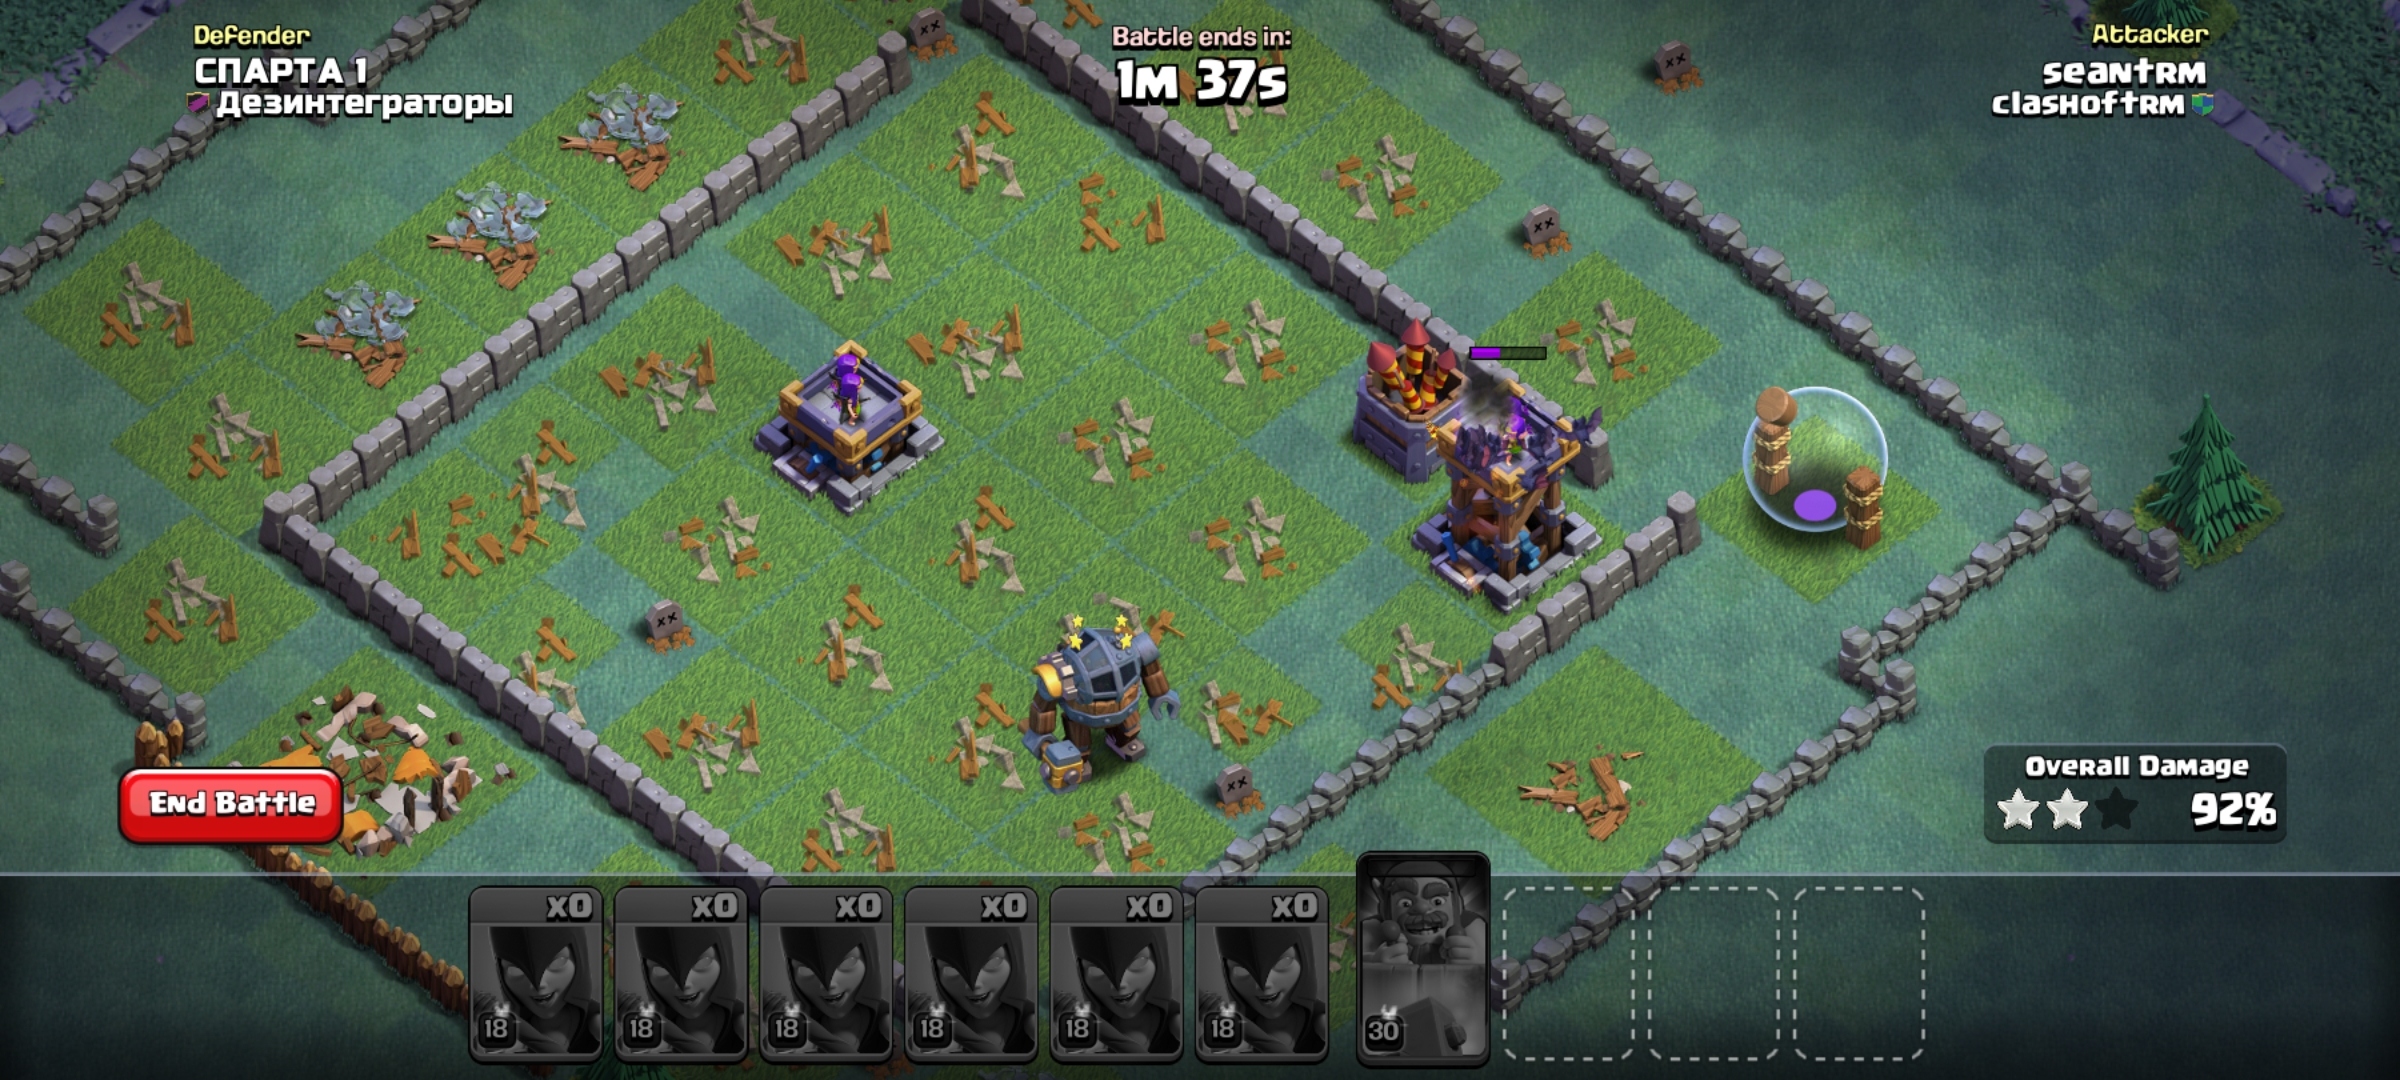 Defender
СПАРТА 1
Дезинтеграторы
Battle ends in:
1M 37s
Attacker
seantRM
clashoftRM
End Battle
Overall Damage
92%
x0
x0
x0
x0
x0
x0
18
18
18
18
18
18
30